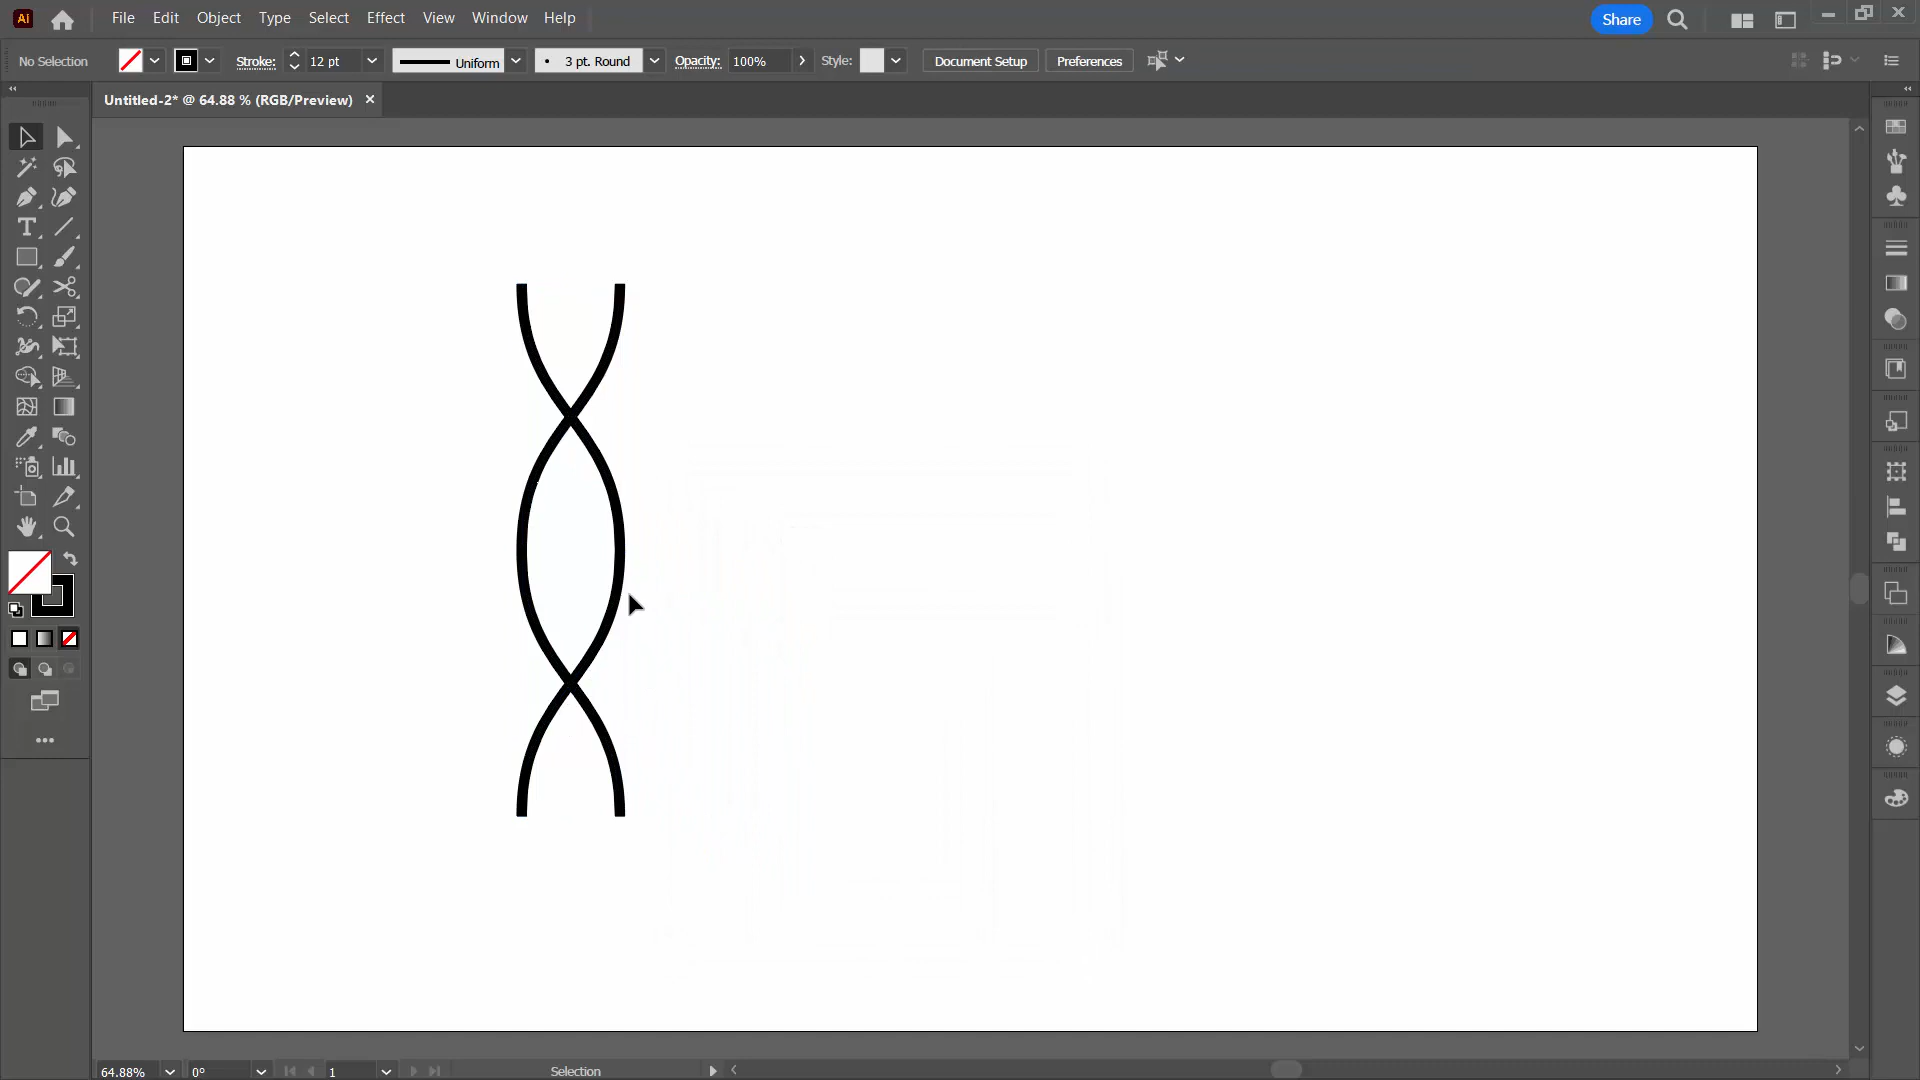 Ai File Edit Object Type Select Effect View Window Help Share
No Selection Stroke: 12 pt Uniform 3 pt. Round Opacity: 100% Style: Document Setup Preferences
Untitled-2* @ 64.88 % (RGB/Preview)
T
64.88% 0° 1 Selection